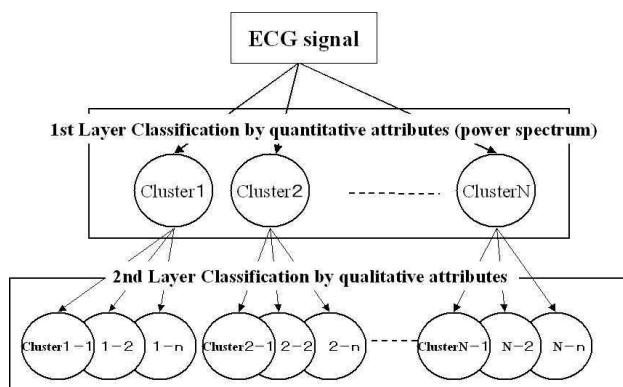 ECG signal
1st Layer Classification by quantitative attributes (power spectrum)
Cluster1 Cluster2 ClusterN
2nd Layer Classification by qualitative attributes
Cluster1-1 1-2 1-n Cluster2-1 2-2 2-n ClusterN-1 N-2 N-n